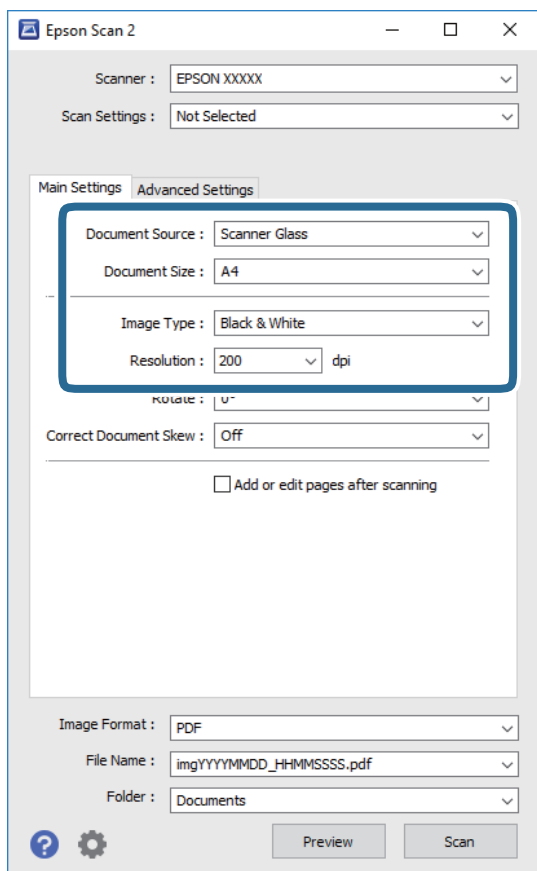 Epson Scan 2
Scanner : EPSON XXXXX
Scan Settings : Not Selected
Main Settings Advanced Settings
Document Source : Scanner Glass
Document Size : A4
Image Type : Black & White
Resolution : 200 dpi
Rotate : 0°
Correct Document Skew : Off
Add or edit pages after scanning
Image Format : PDF
File Name : imgYYYYMMDD_HHMMSSSS.pdf
Folder : Documents
? Preview Scan